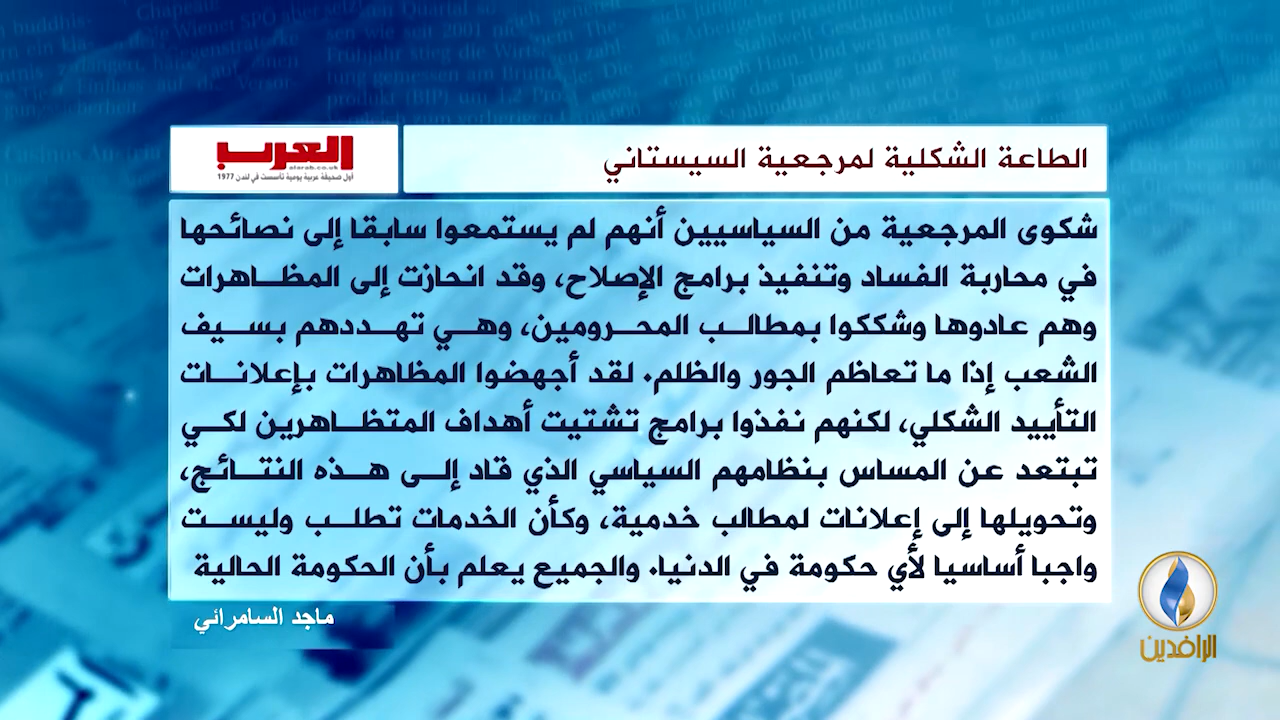 الطاعة الشكلية لمرجعية السيستاني
العرب
alarab.co.uk
أول صحيفة عربية يومية تأسست في لندن 1977
شكوى المرجعية من السياسيين أنهم لم يستمعوا سابقا إلى نصائحها
في محاربة الفساد وتنفيذ برامج الإصلاح، وقد انحازت إلى المظاهرات
وهم عادوها وشككوا بمطالب المحرومين، وهي تهددهم بسيف
الشعب إذا ما تعاظم الجور والظلم. لقد أجهضوا المظاهرات بإعلانات
التأييد الشكلي، لكنهم نفذوا برامج تشتيت أهداف المتظاهرين لكي
تبتعد عن المساس بنظامهم السياسي الذي قاد إلى هذه النتائج،
وتحويلها إلى إعلانات لمطالب خدمية، وكأن الخدمات تطلب وليست
واجبا أساسيا لأي حكومة في الدنيا. والجميع يعلم بأن الحكومة الحالية
ماجد السامرائي
الرافدين